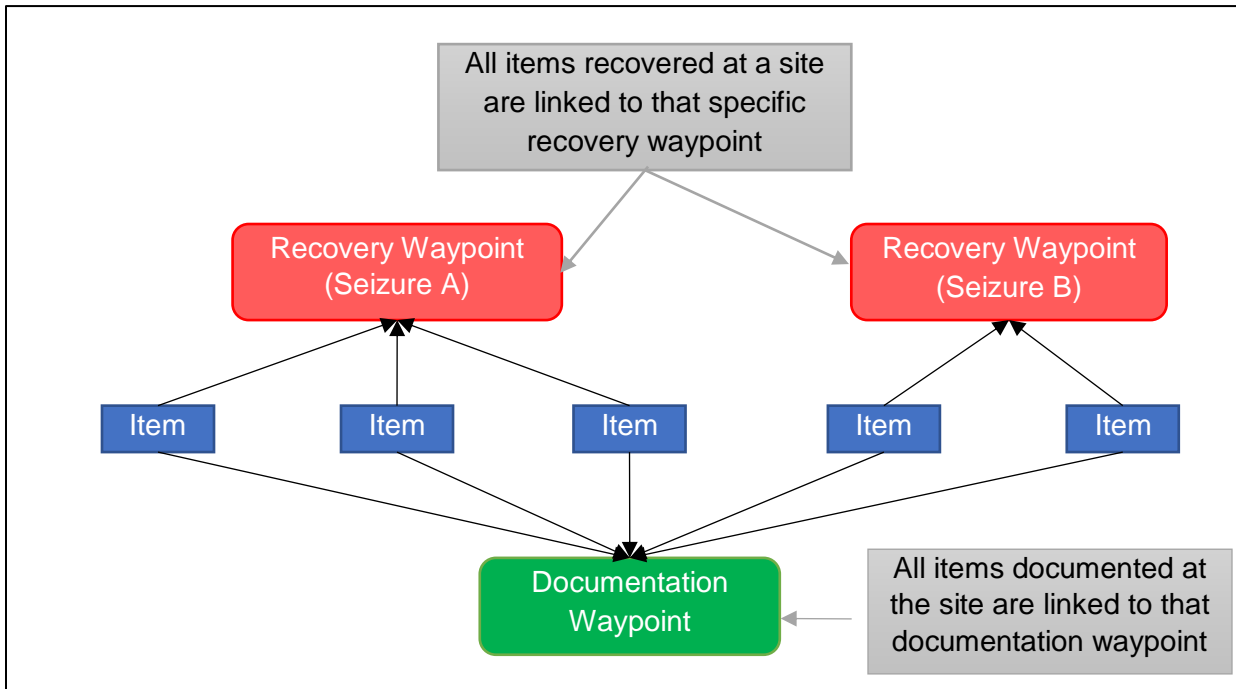 All items recovered at a site
are linked to that specific
recovery waypoint
Recovery Waypoint
(Seizure A)
Recovery Waypoint
(Seizure B)
Item
Item
Item
Item
Item
Documentation
Waypoint
All items documented at
the site are linked to that
documentation waypoint